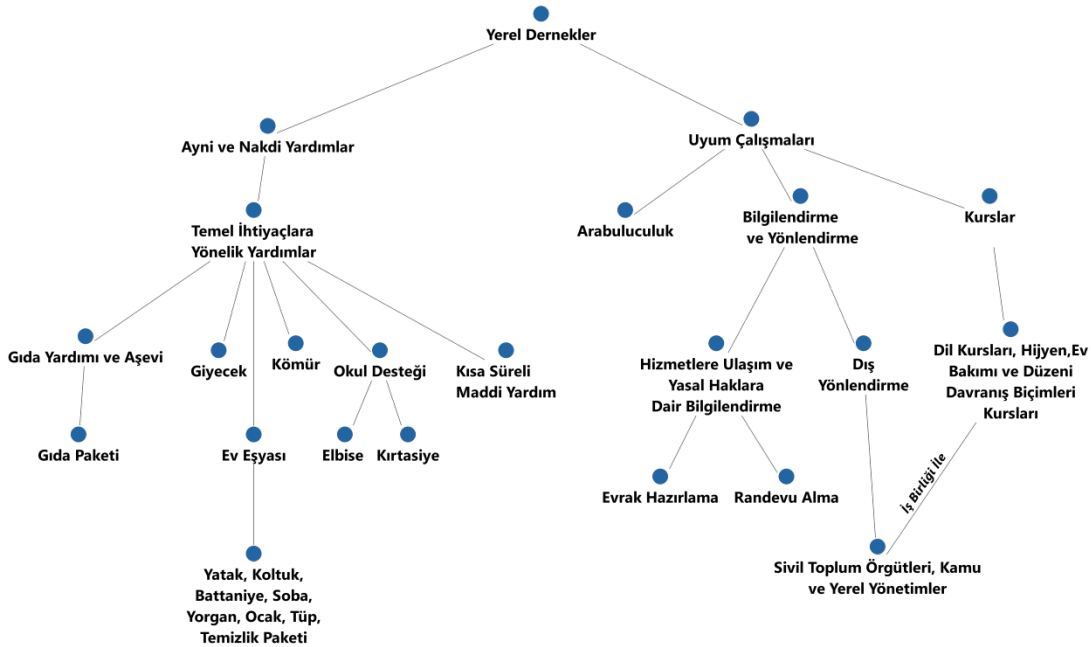 Yerel Dernekler
Ayni ve Nakdi Yardımlar
Uyum Çalışmaları
Temel İhtiyaçlara
Yönelik Yardımlar
Arabuluculuk
Bilgilendirme
ve Yönlendirme
Kurslar
Gıda Yardımı ve Aşevi
Giyecek
Kömür
Okul Desteği
Kısa Süreli
Maddi Yardım
Hizmetlere Ulaşım ve
Yasal Haklara
Dair Bilgilendirme
Dış
Yönlendirme
Dil Kursları, Hijyen,Ev
Bakımı ve Düzeni
Davranış Biçimleri
Kursları
Gıda Paketi
Ev Eşyası
Elbise
Kırtasiye
Evrak Hazırlama
Randevu Alma
İş Birliği İle
Yatak, Koltuk,
Battaniye, Soba,
Yorgan, Ocak, Tüp,
Temizlik Paketi
Sivil Toplum Örgütleri, Kamu
ve Yerel Yönetimler